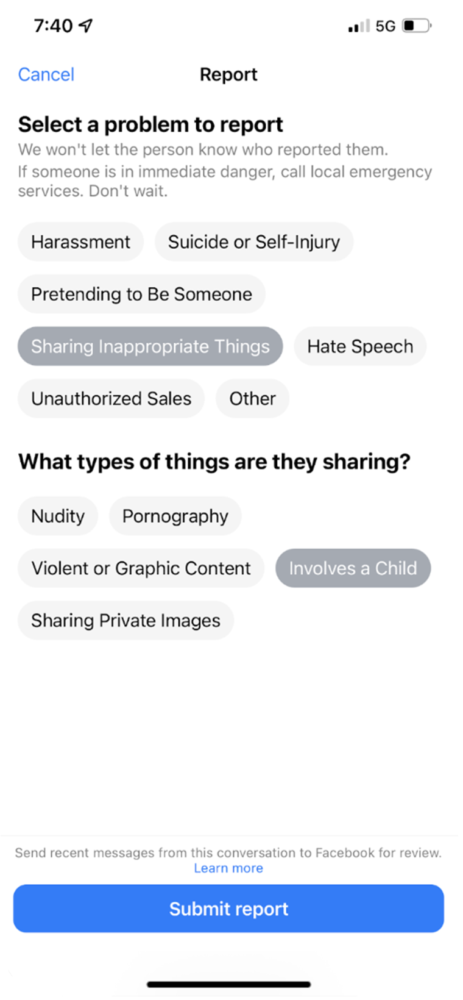 7:40 5G
Cancel Report
Select a problem to report
We won't let the person know who reported them.
If someone is in immediate danger, call local emergency
services. Don't wait.
Harassment Suicide or Self-Injury
Pretending to Be Someone
Sharing Inappropriate Things Hate Speech
Unauthorized Sales Other
What types of things are they sharing?
Nudity Pornography
Violent or Graphic Content Involves a Child
Sharing Private Images
Send recent messages from this conversation to Facebook for review.
Learn more
Submit report